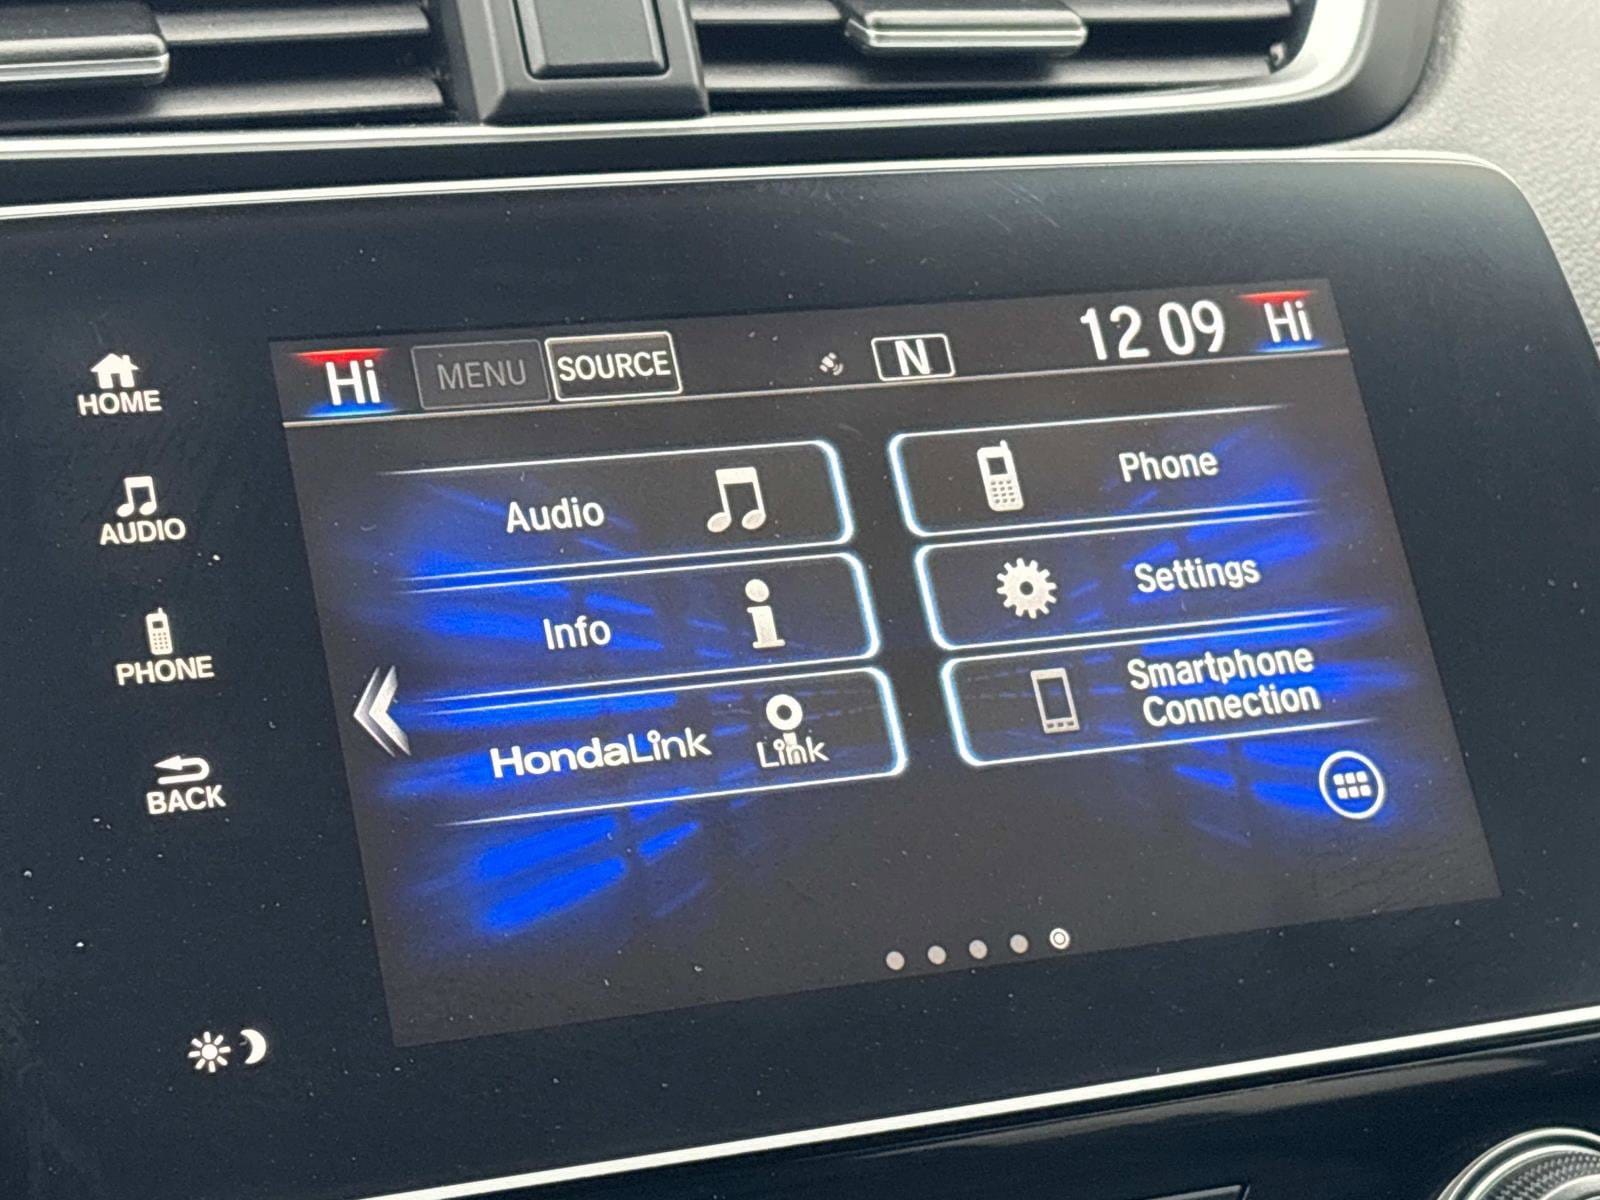 Hi MENU SOURCE N 12 09 Hi
HOME
AUDIO
PHONE
BACK
Audio
Phone
Info
Settings
HondaLink
Link
Smartphone
Connection